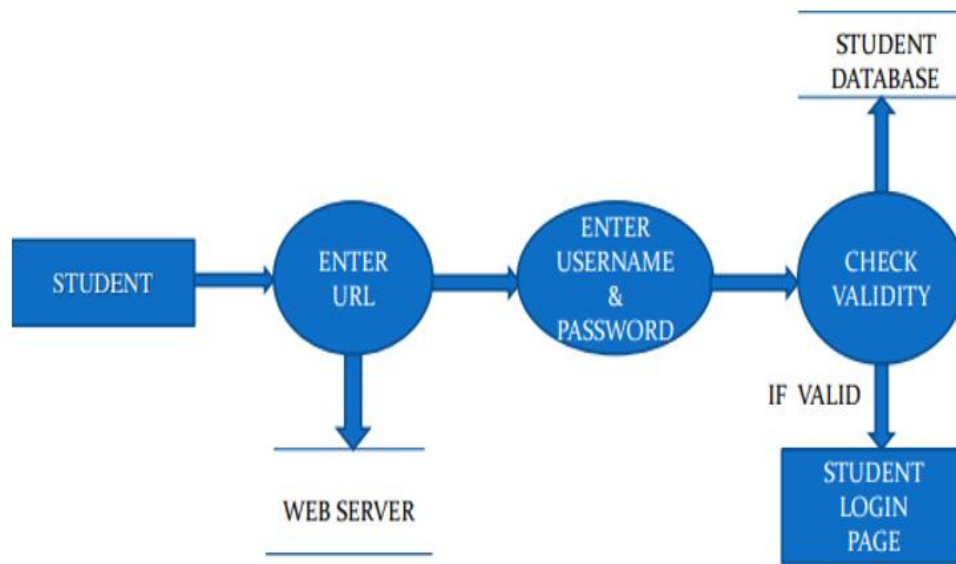 STUDENT
DATABASE
STUDENT
ENTER
URL
ENTER
USERNAME
&
PASSWORD
CHECK
VALIDITY
IF VALID
WEB SERVER
STUDENT
LOGIN
PAGE